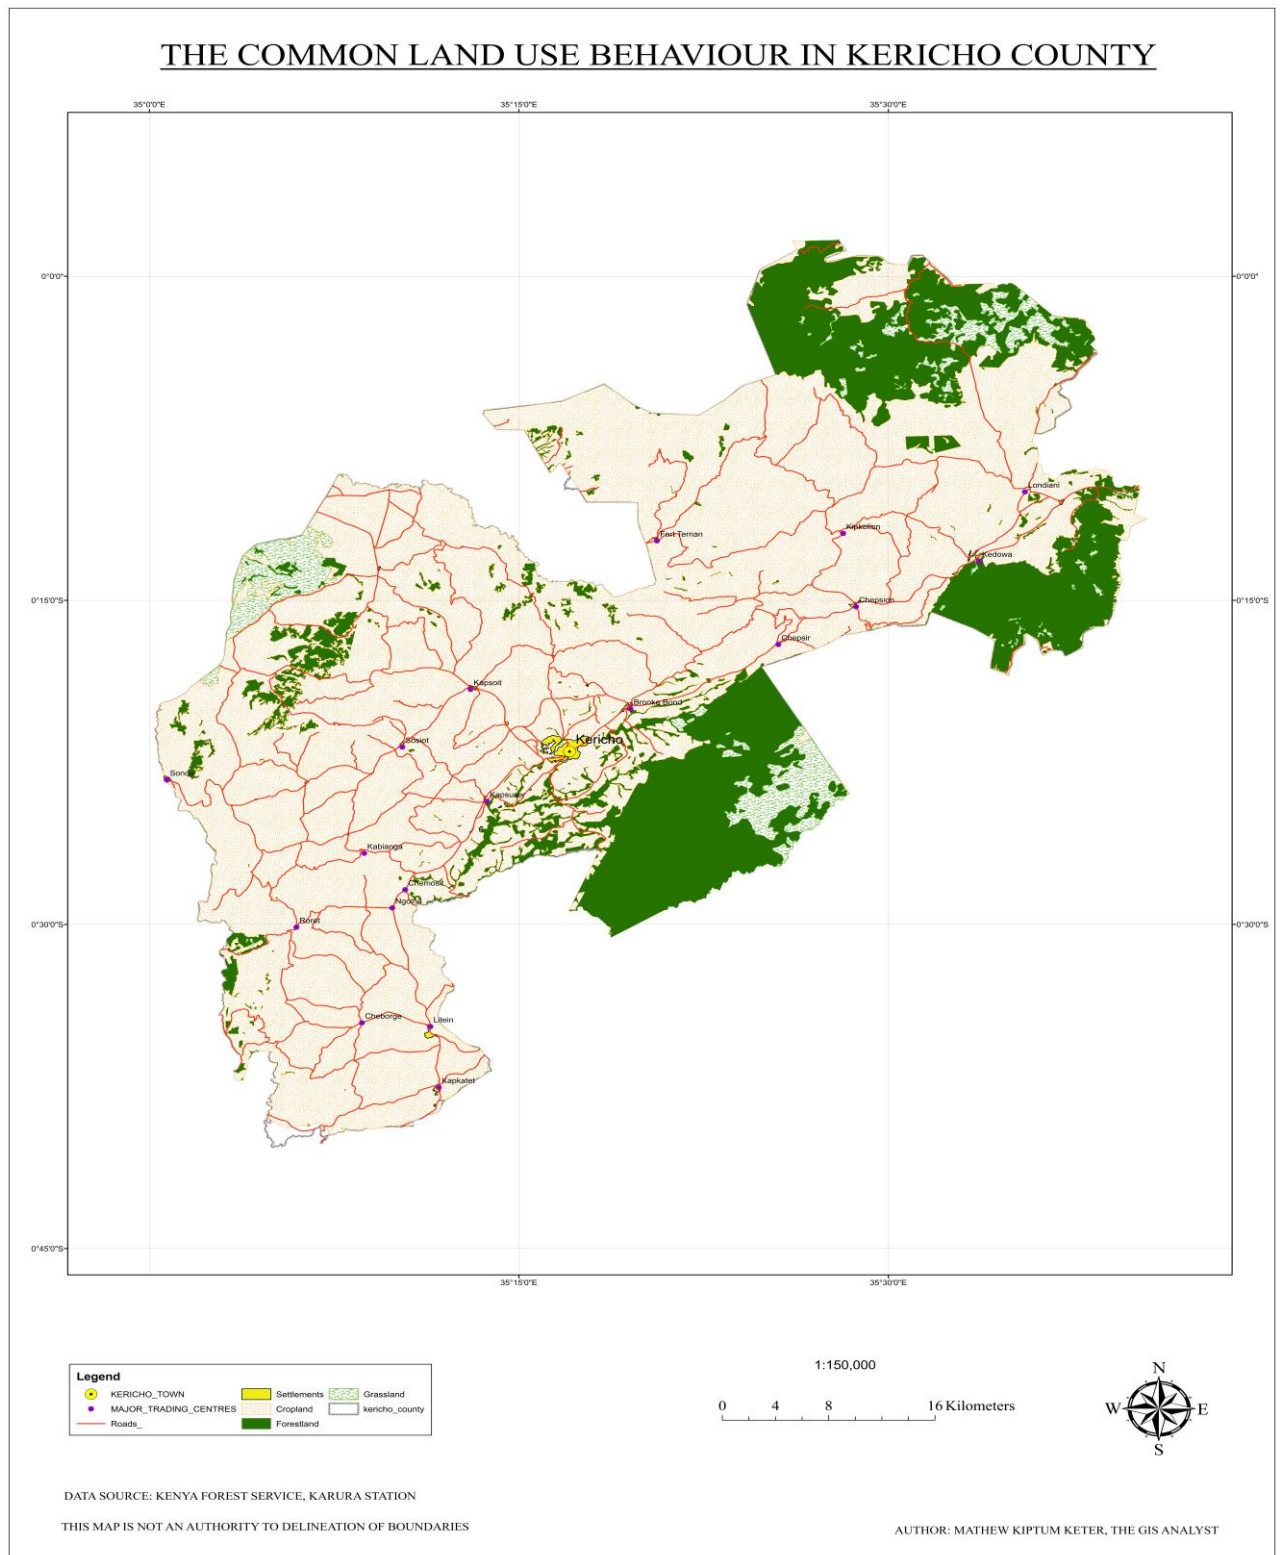 THE COMMON LAND USE BEHAVIOUR IN KERICHO COUNTY
35°0'0"E 35°15'0"E 35°30'0"E
0°0'0" 0°0'0"
Londiani
Fort Ternan
Kipkelion
Kedowa
0°15'0"S 0°15'0"S
Chepsion
Chepsir
Kapsoit
Brooke Bond
Kericho
Sosiot
Kabianga
Chemosit
0°30'0"S 0°30'0"S
Roret
Cheborge
Litein
Kapkatet
0°45'0"S
35°15'0"E 35°30'0"E
1:150,000
Legend
KERICHO_TOWN Settlements Grassland
MAJOR_TRADING_CENTRES Cropland kericho_county
Roads_ Forestland
0 4 8 16 Kilometers
N
W E
S
DATA SOURCE: KENYA FOREST SERVICE, KARURA STATION
THIS MAP IS NOT AN AUTHORITY TO DELINEATION OF BOUNDARIES
AUTHOR: MATHEW KIPTUM KETER, THE GIS ANALYST